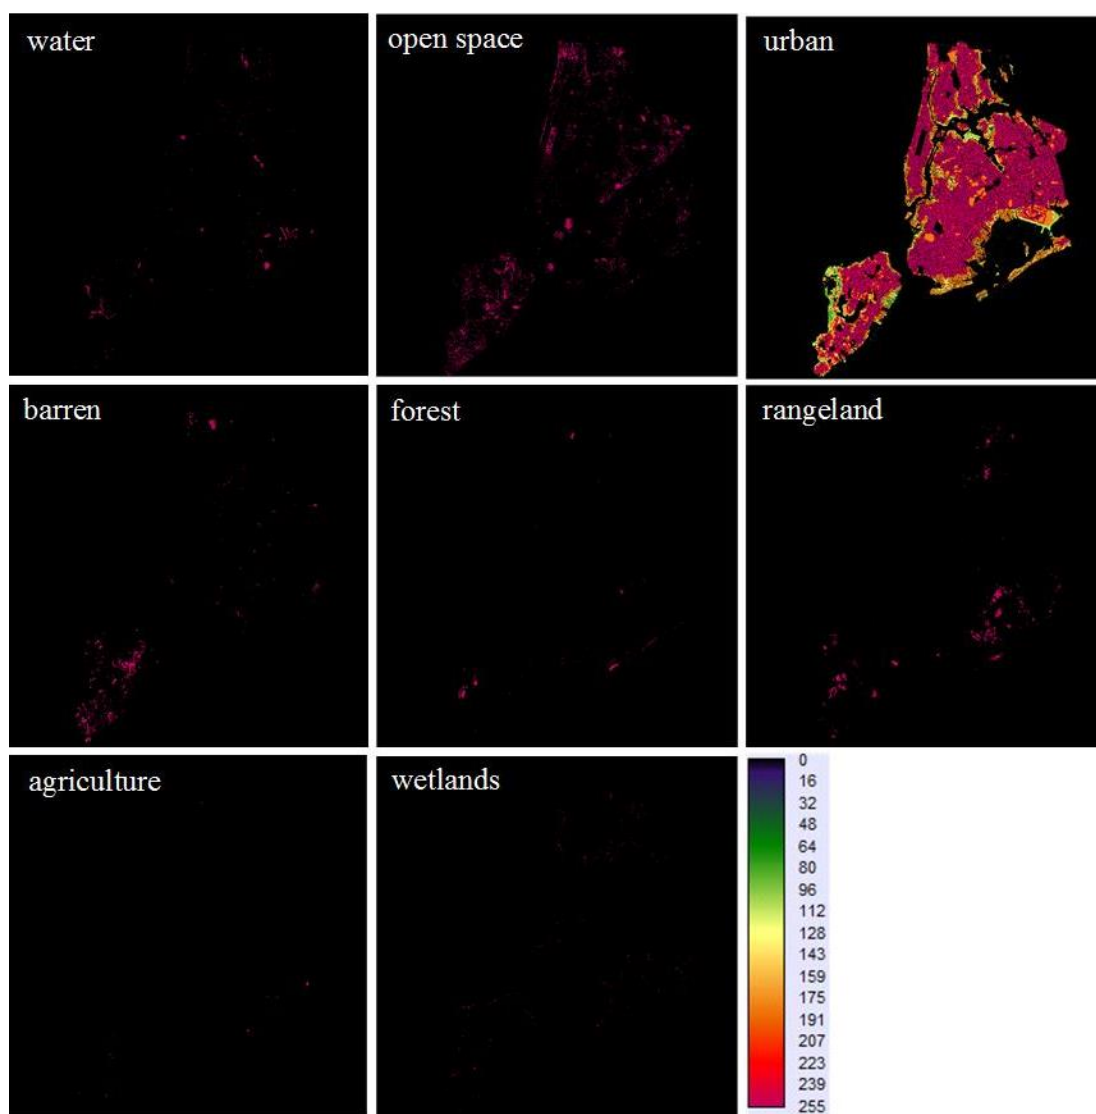 water
open space
urban
barren
forest
rangeland
agriculture
wetlands
0
16
32
48
64
80
96
112
128
143
159
175
191
207
223
239
255